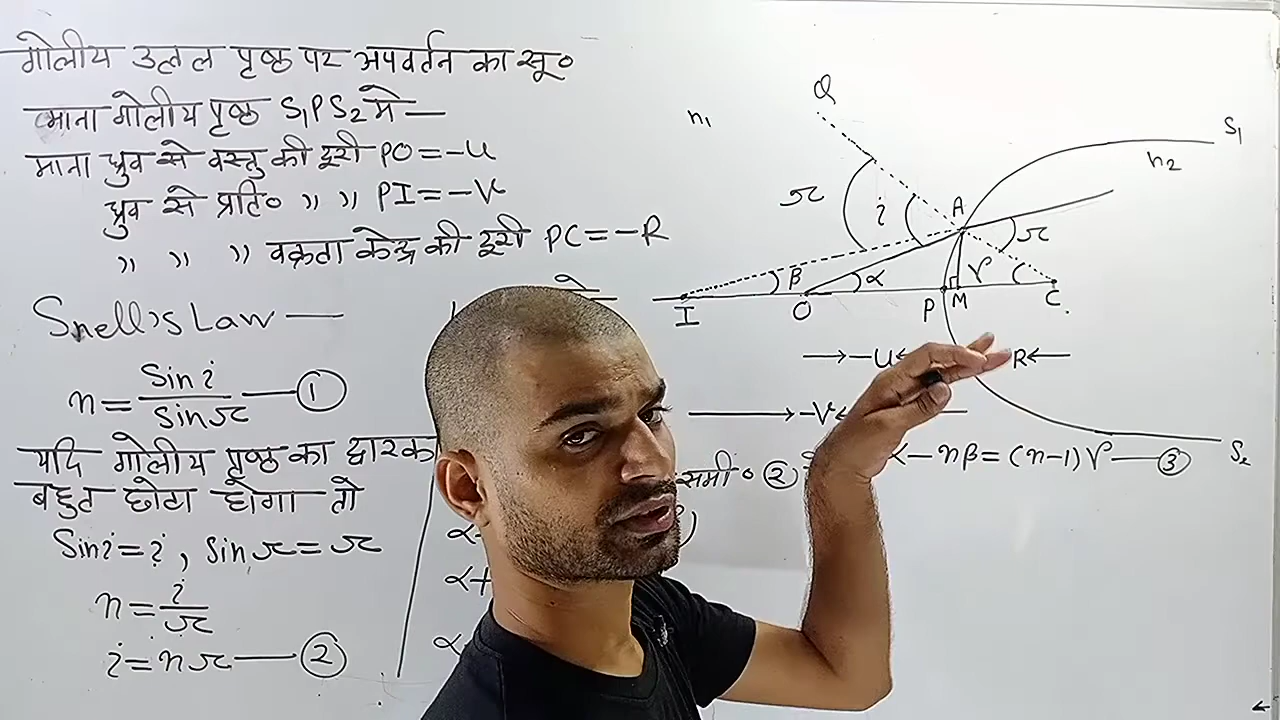 गोलीय उत्तल पृष्ठ पर अपवर्तन का सू०
माना गोलीय पृष्ठ S₁PS₂ मे —
माना ध्रुव से वस्तु की दूरी PO = -U
ध्रुव से प्रति० " " PI = -V
" " " वक्रता केन्द्र की दूरी PC = -R
Snell's Law —
n = Sin i / Sin r — ①
यदि गोलीय पृष्ठ का द्वारका
बहुत छोटा होगा तो
Sin i = i, Sin r = r
n = i / r
i = n r — ②
α
α+
α
समी० ② से
α - nβ = (n-1)γ — ③
Q
n₁
S₁
n₂
r
i
A
r
β
α
γ
I
O
P
M
C
-U
R
-V
S₂